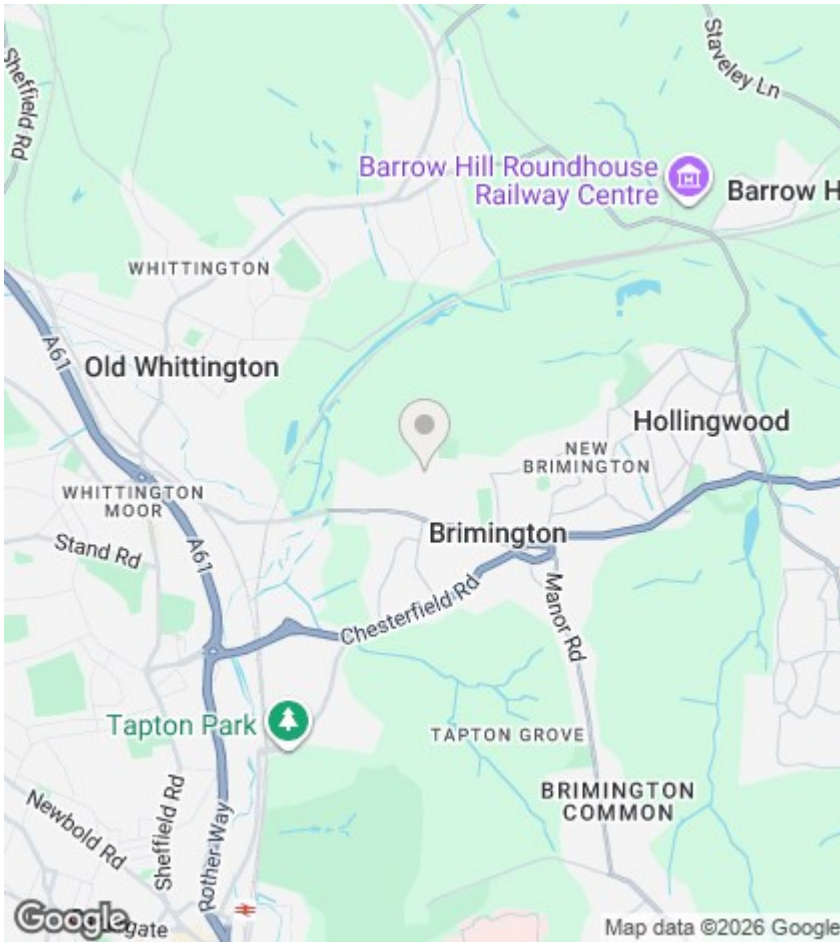 Sheffield Rd
Staveley Ln
Barrow Hill Roundhouse
Railway Centre
Barrow H
WHITTINGTON
A61
Old Whittington
Hollingwood
NEW
BRIMINGTON
WHITTINGTON
MOOR
Stand Rd
A61
Brimington
Chesterfield Rd
Manor Rd
Tapton Park
TAPTON GROVE
BRIMINGTON
COMMON
Newbold Rd
Sheffield Rd
Rother Way
Google
gate
Map data ©2026 Google